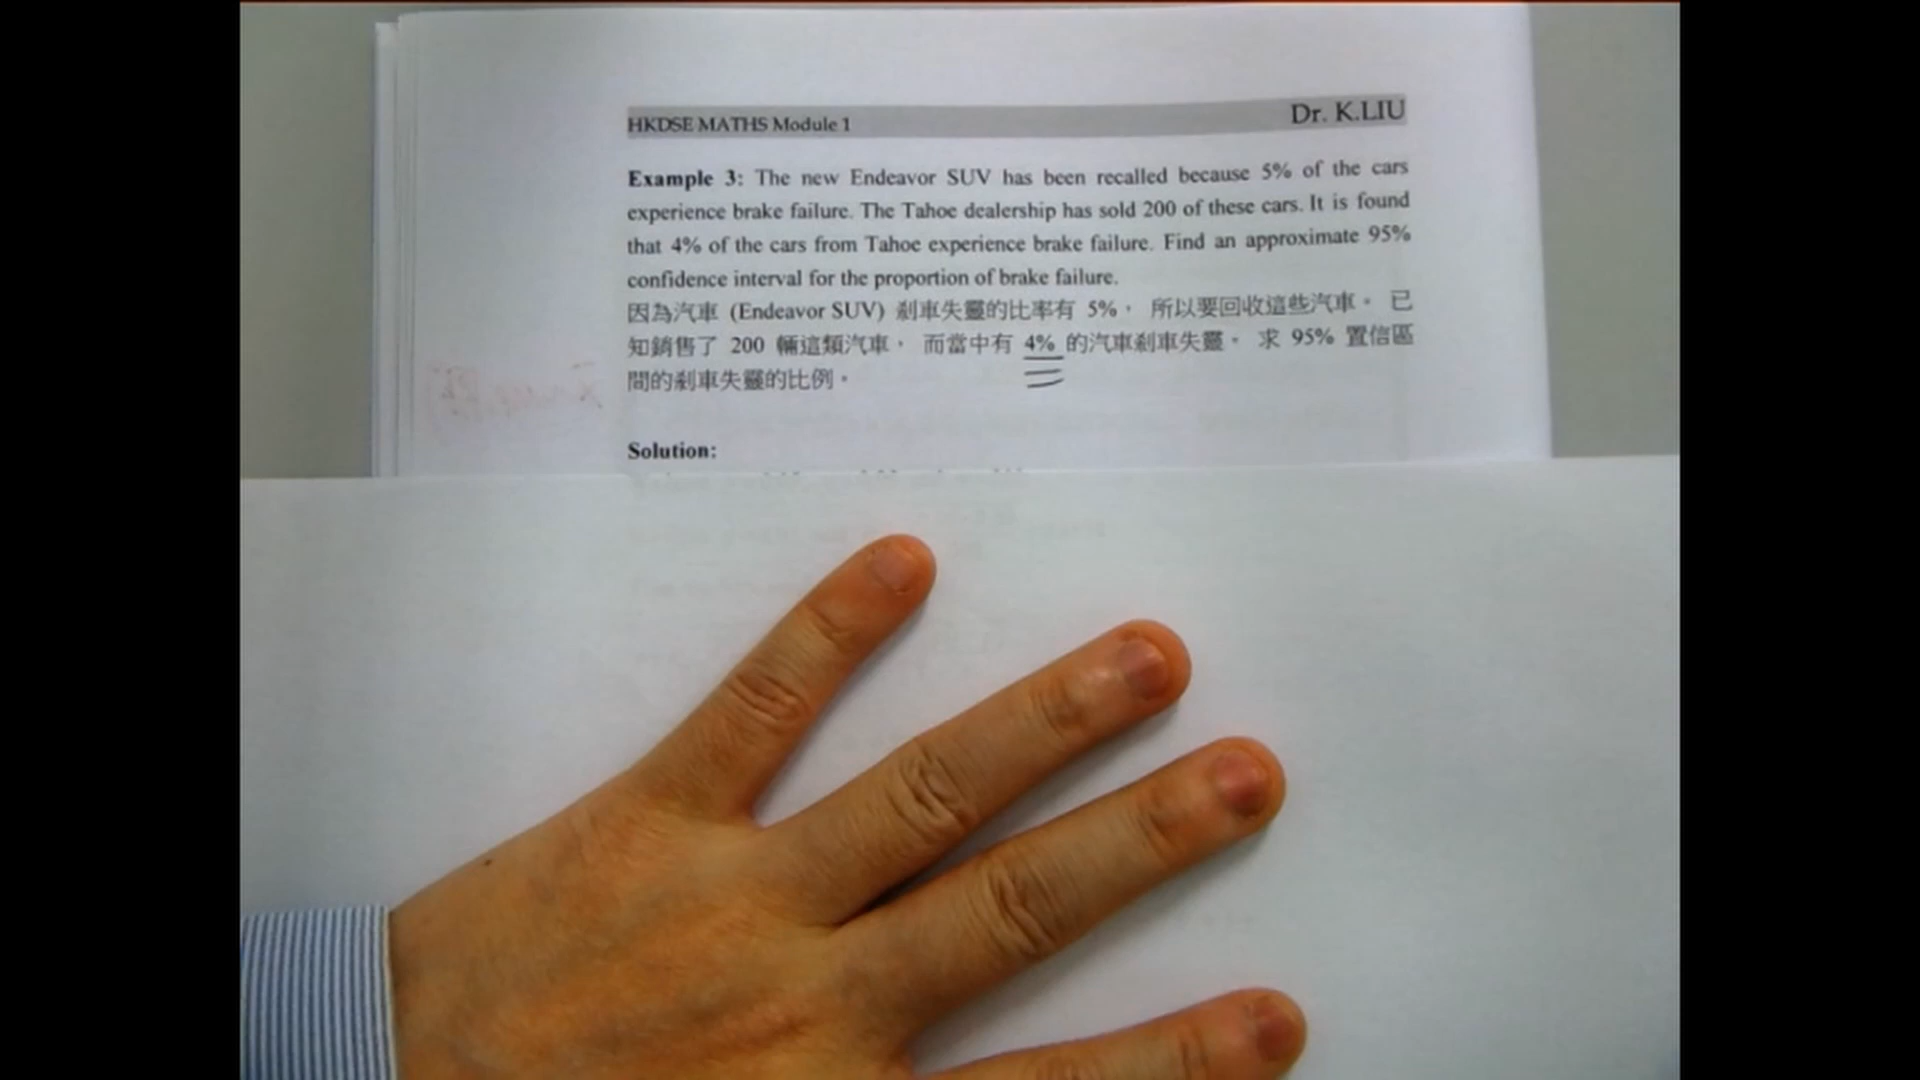 HKDSE MATHS Module 1
Dr. K.LIU
Example 3: The new Endeavor SUV has been recalled because 5% of the cars
experience brake failure. The Tahoe dealership has sold 200 of these cars. It is found
that 4% of the cars from Tahoe experience brake failure. Find an approximate 95%
confidence interval for the proportion of brake failure.
因為汽車 (Endeavor SUV) 剎車失靈的比率有 5%， 所以要回收這些汽車。 已
知銷售了 200 輛這類汽車， 而當中有 4% 的汽車剎車失靈。 求 95% 置信區
間的剎車失靈的比例。
Solution: